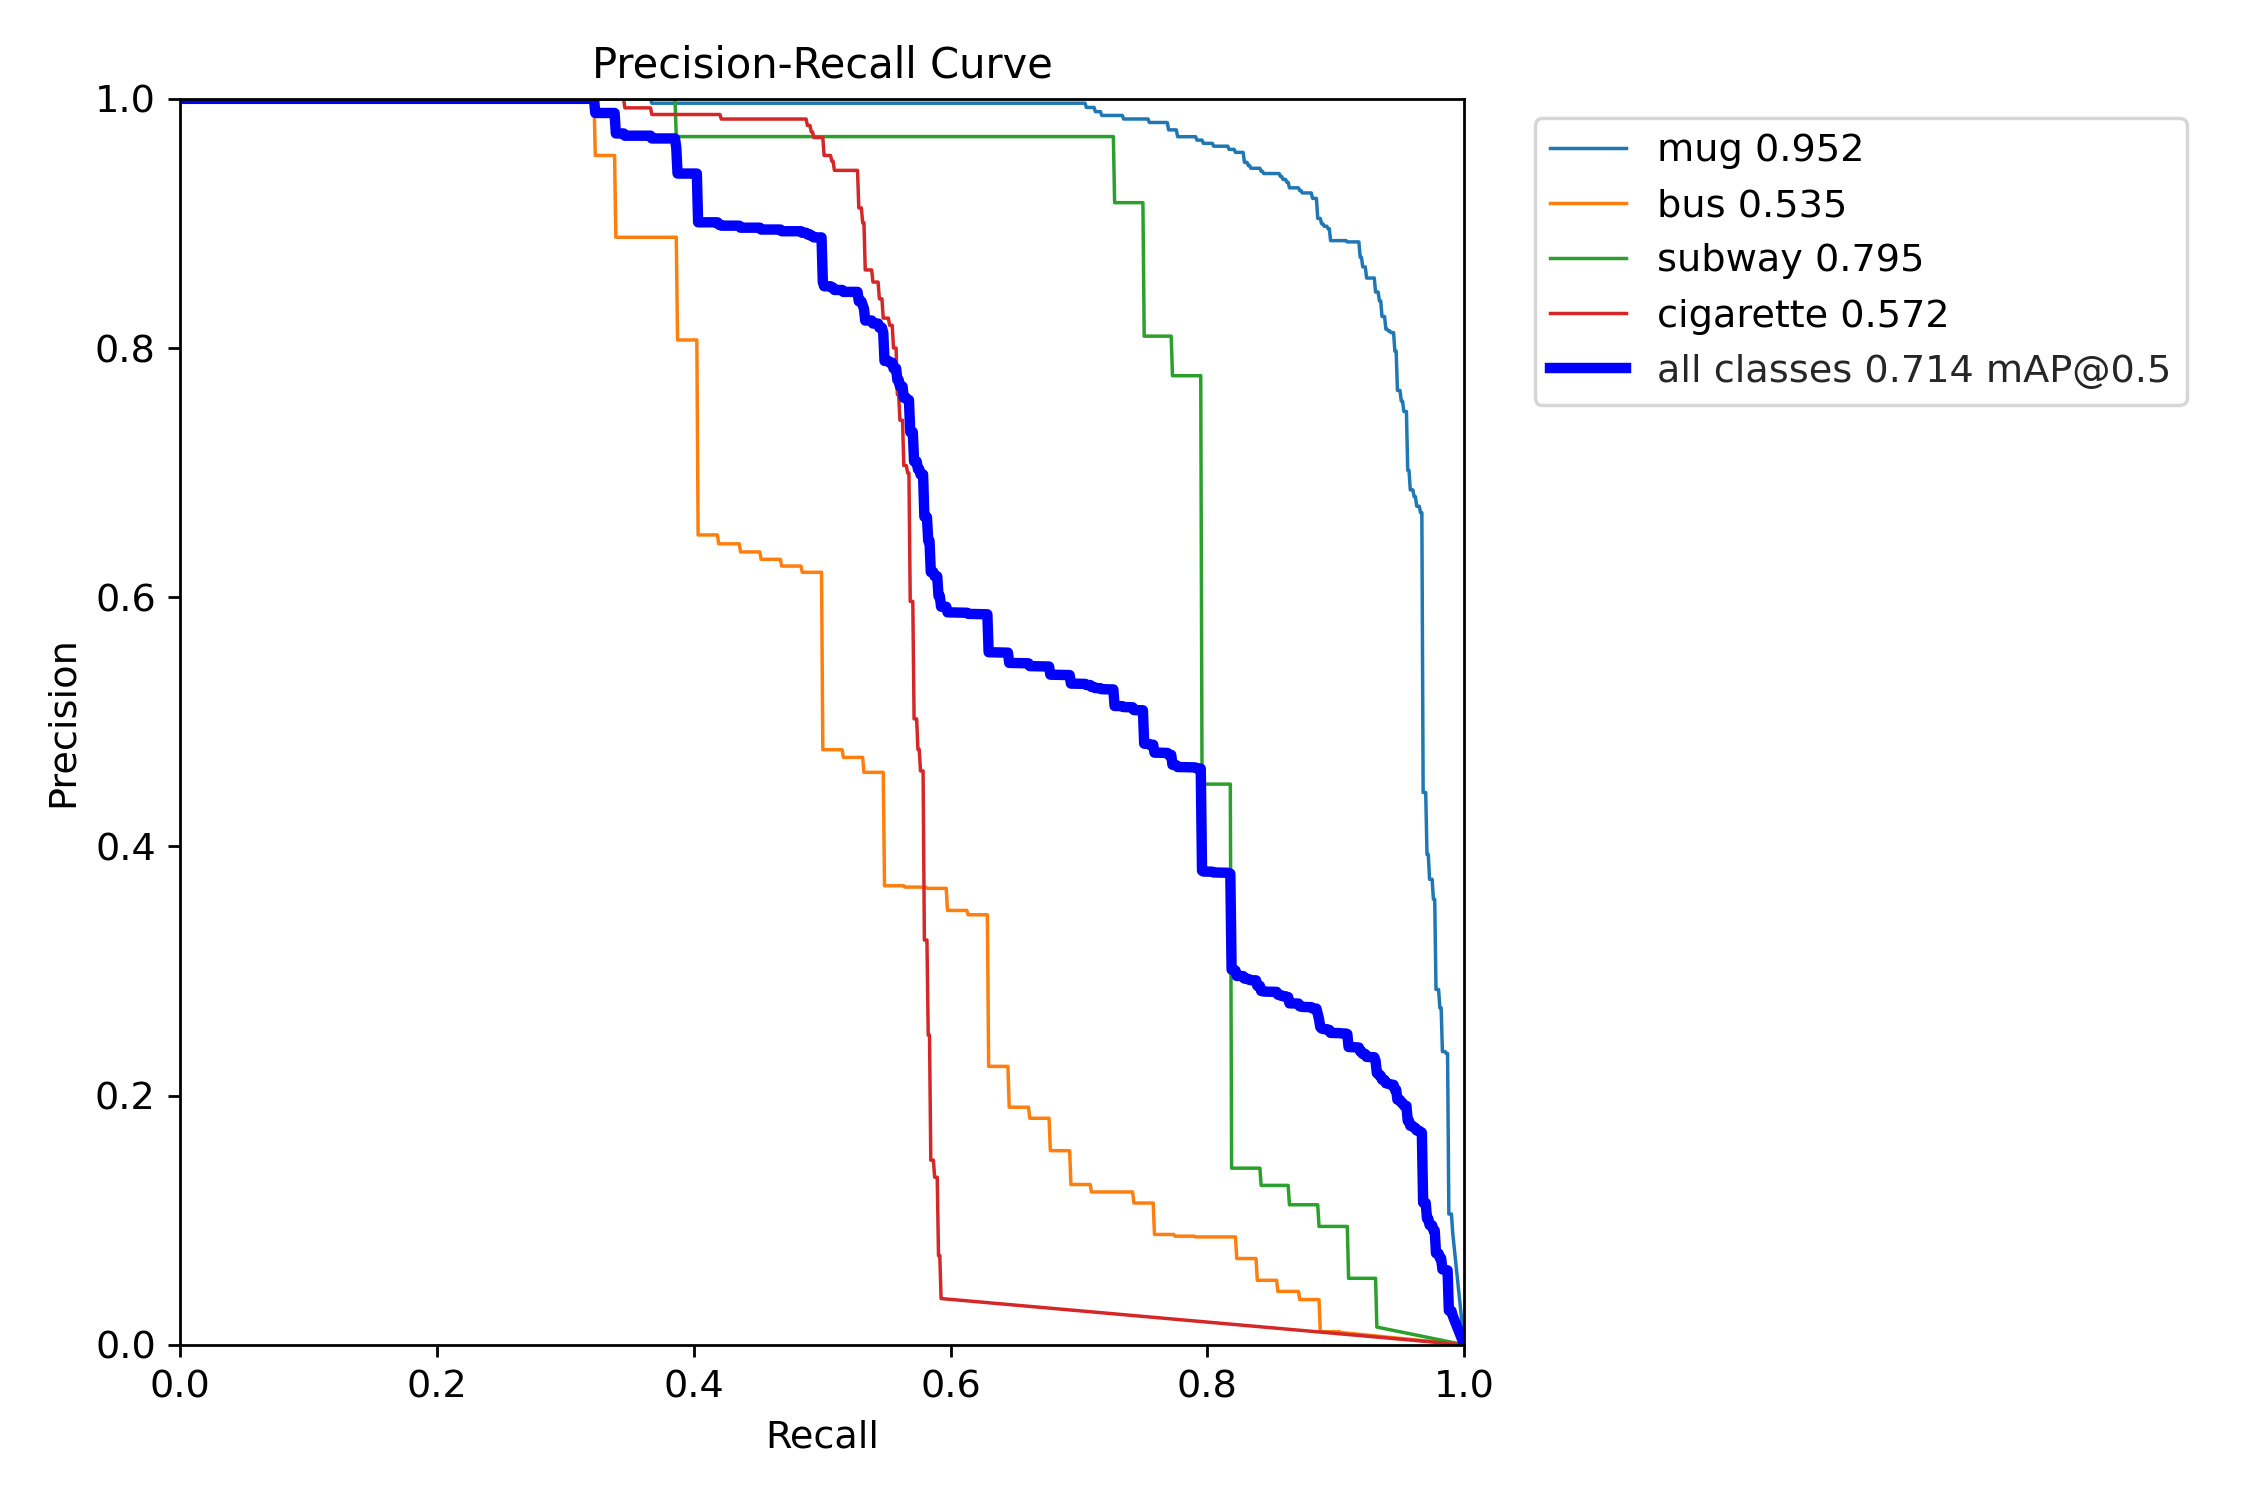 Precision-Recall Curve
1.0
0.8
0.6
0.4
0.2
0.0
Precision
0.0 0.2 0.4 0.6 0.8 1.0
Recall
mug 0.952
bus 0.535
subway 0.795
cigarette 0.572
all classes 0.714 mAP@0.5